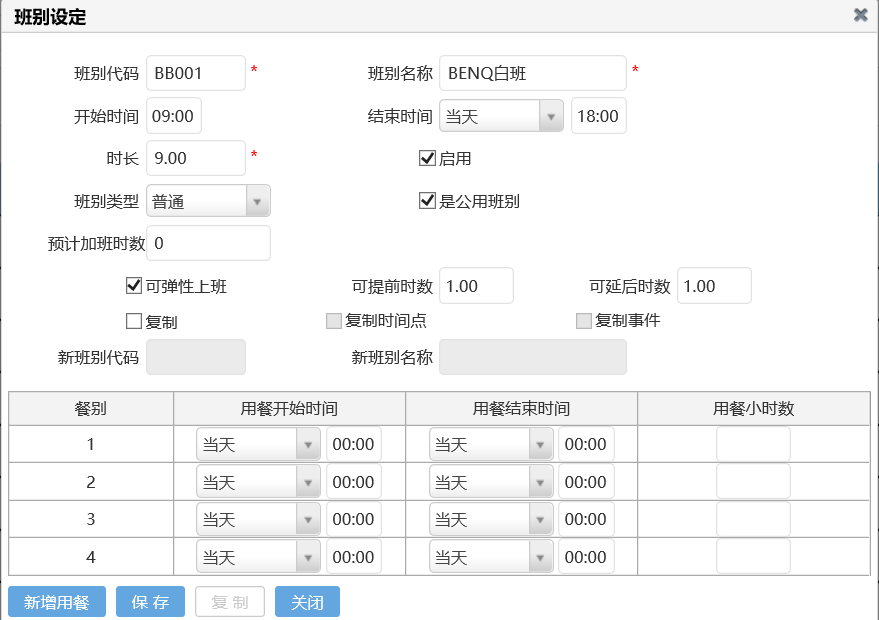 班别设定
班别代码 BB001 * 班别名称 BENQ白班 *
开始时间 09:00 结束时间 当天 18:00
时长 9.00 * 启用
班别类型 普通 是公用班别
预计加班时数 0
可弹性上班 可提前时数 1.00 可延后时数 1.00
复制 复制时间点 复制事件
新班别代码 新班别名称
餐别 用餐开始时间 用餐结束时间 用餐小时数
1 当天 00:00 当天 00:00
2 当天 00:00 当天 00:00
3 当天 00:00 当天 00:00
4 当天 00:00 当天 00:00
新增用餐 保 存 复 制 关闭